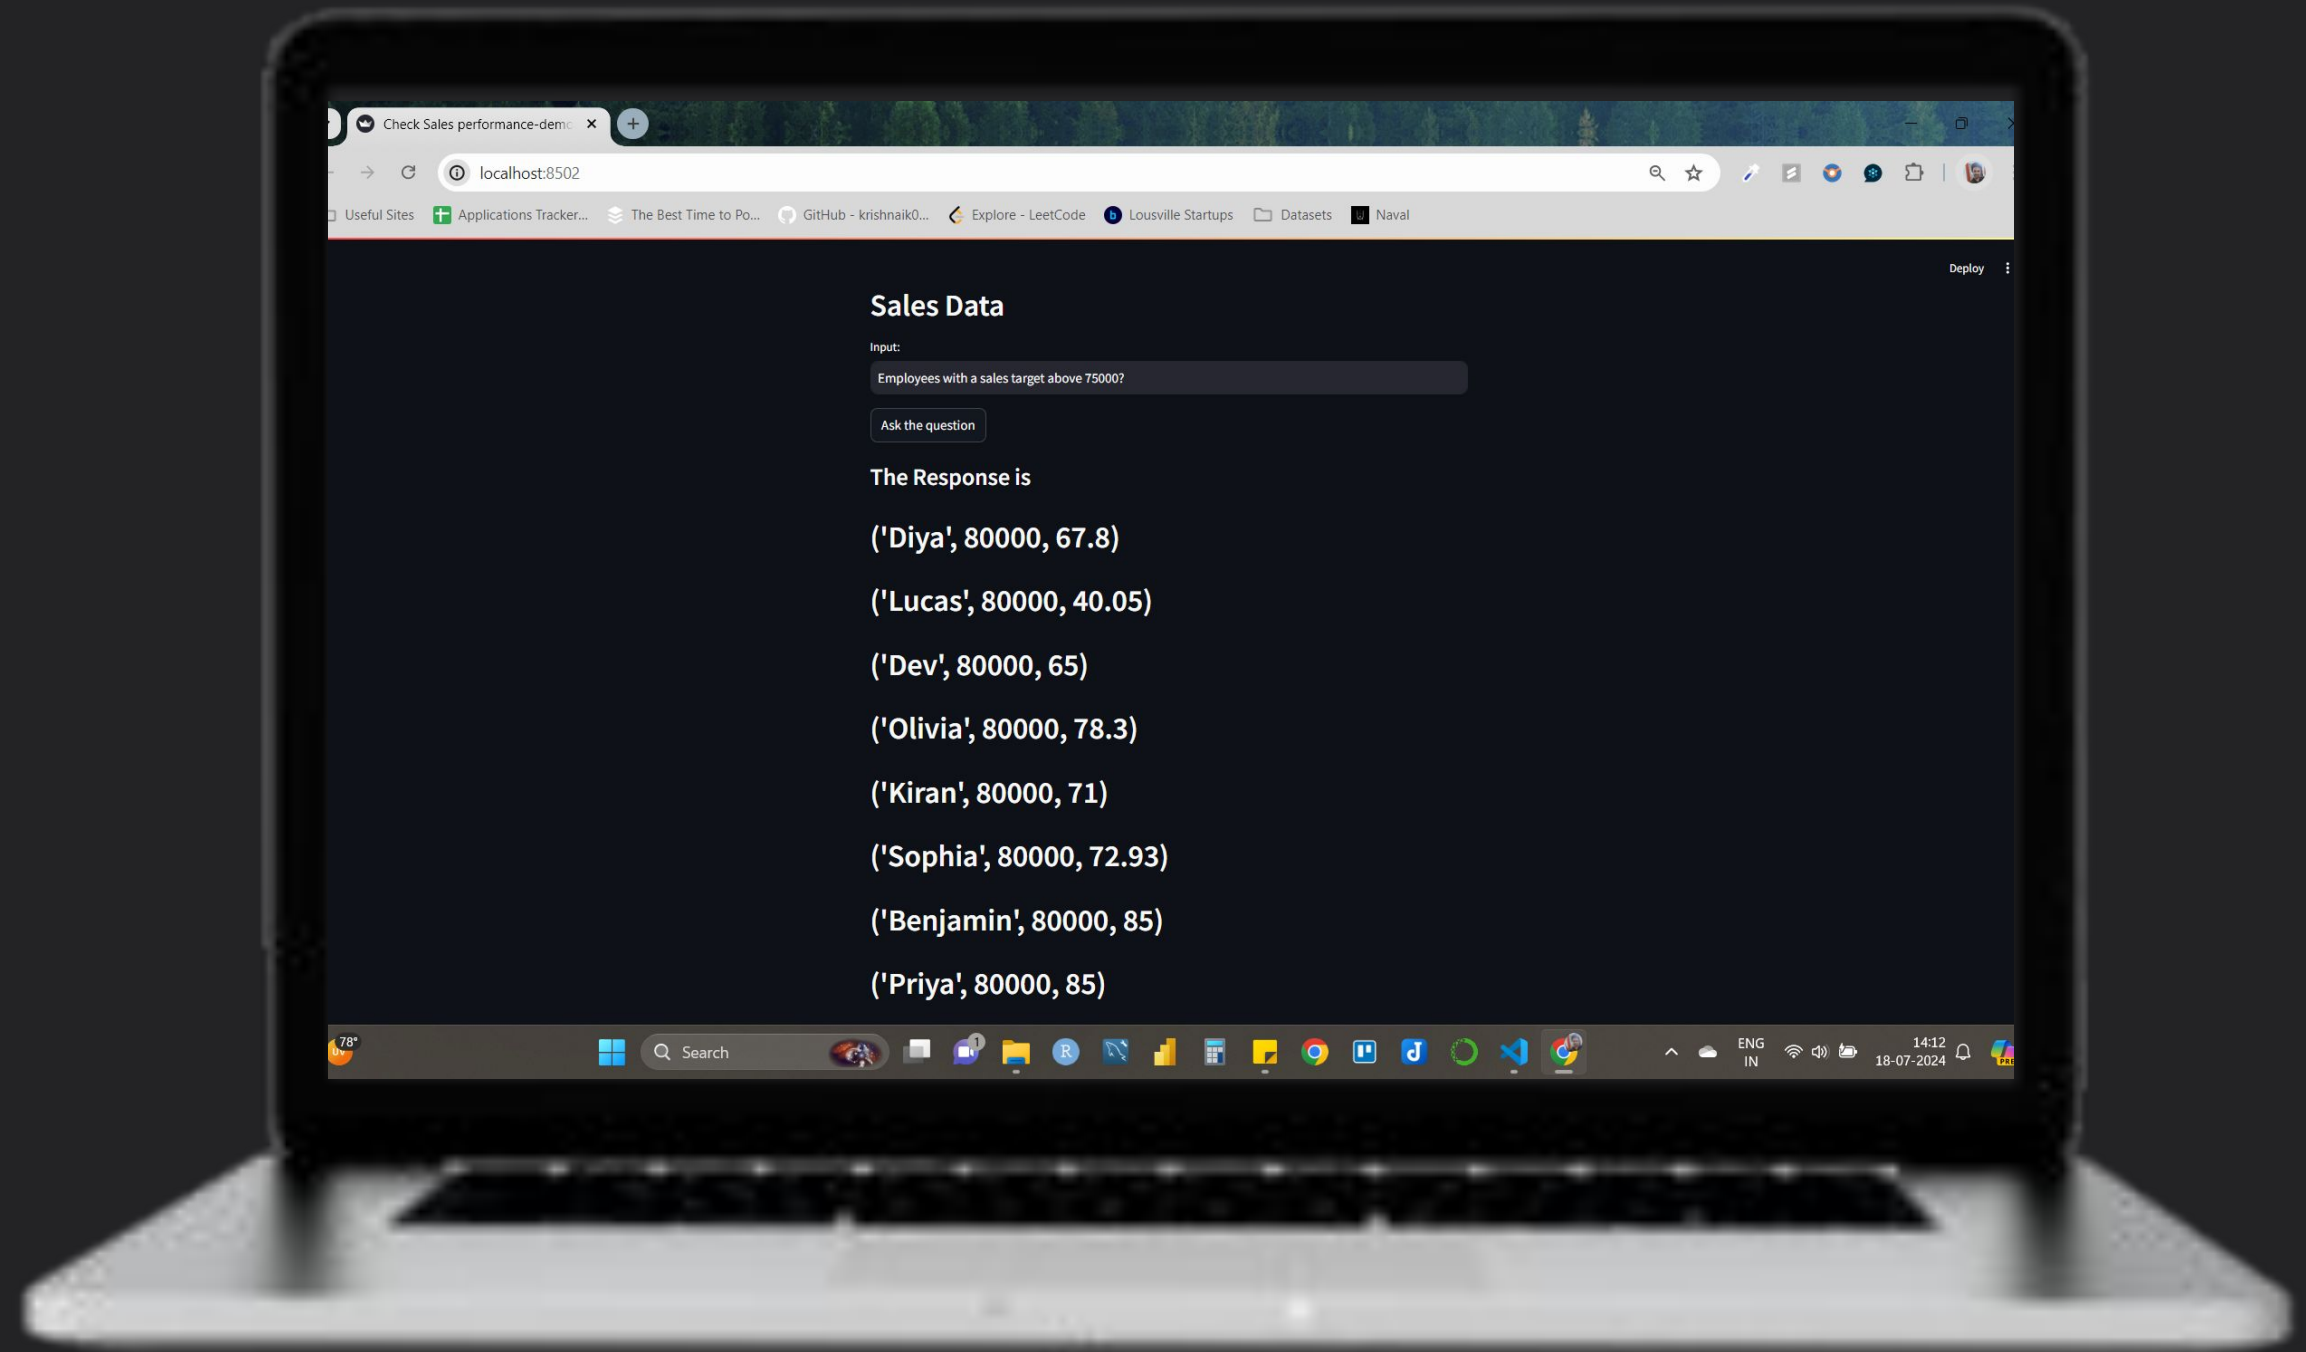 Check Sales performance-demo
localhost:8502
Useful Sites Applications Tracker... The Best Time to Po... GitHub - krishnaik0... Explore - LeetCode Lousville Startups Datasets Naval
Deploy
Sales Data
Input:
Employees with a sales target above 75000?
Ask the question
The Response is
('Diya', 80000, 67.8)
('Lucas', 80000, 40.05)
('Dev', 80000, 65)
('Olivia', 80000, 78.3)
('Kiran', 80000, 71)
('Sophia', 80000, 72.93)
('Benjamin', 80000, 85)
('Priya', 80000, 85)
78°
UV
Search
1
R
ENG
IN
14:12
18-07-2024
PRE